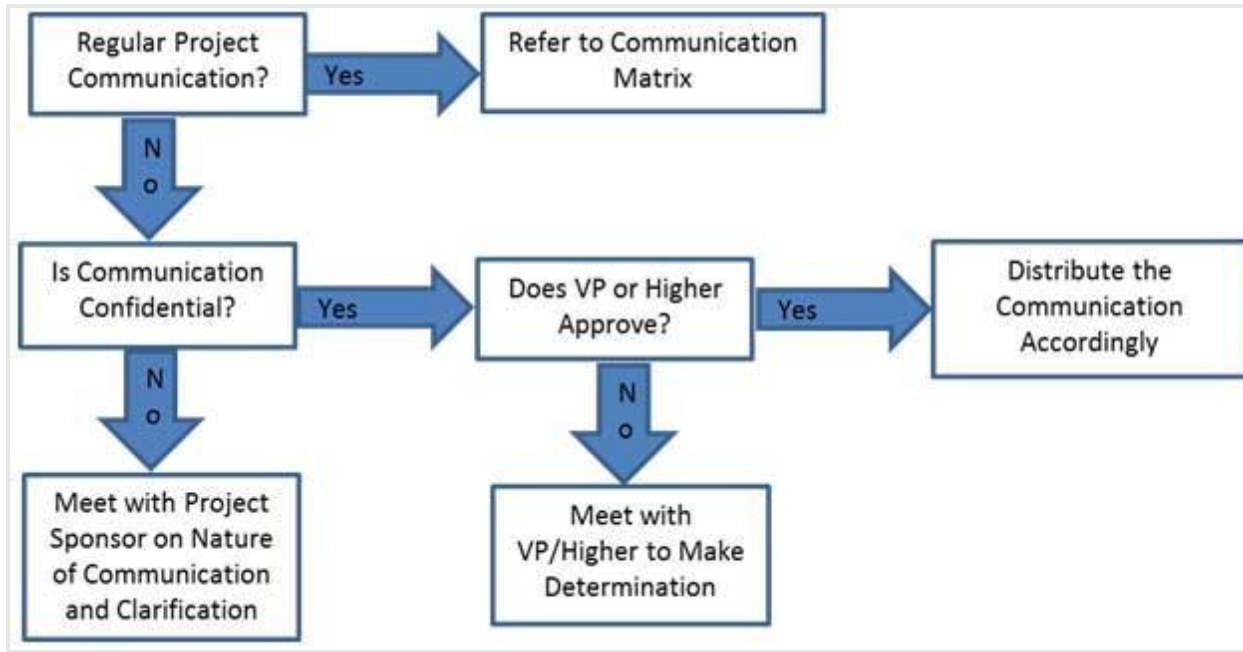 Regular Project
Communication?
Yes
Refer to Communication
Matrix
N
o
Is Communication
Confidential?
Yes
Does VP or Higher
Approve?
Yes
Distribute the
Communication
Accordingly
N
o
N
o
Meet with Project
Sponsor on Nature
of Communication
and Clarification
Meet with
VP/Higher to Make
Determination